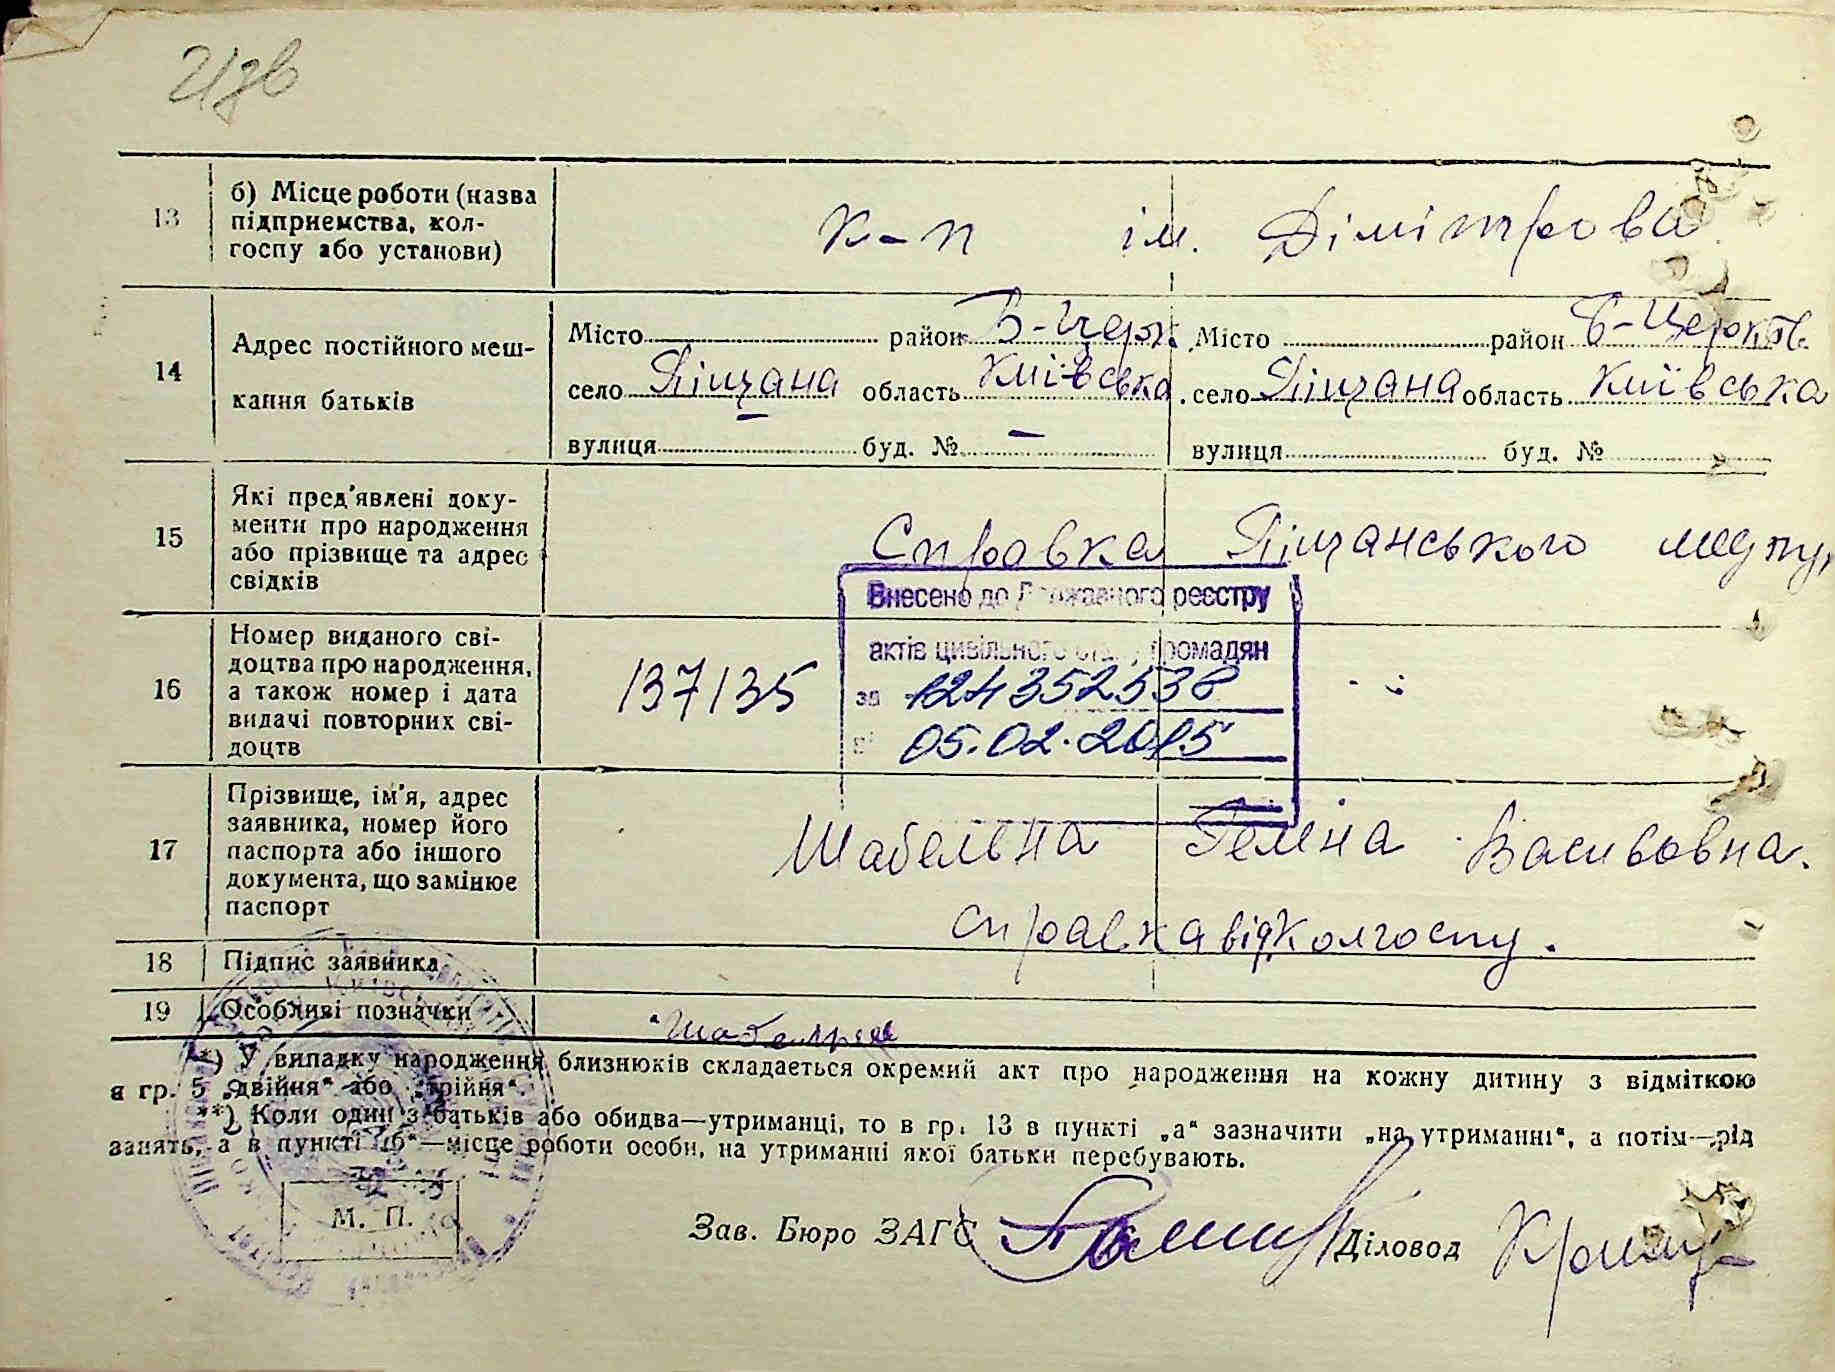 13 б) Місце роботи (назва
підприемства, кол-
госпу або установи)
к-п ім. Дімітрова
14 Адрес постійного меш-
кання батьків
Місто район Б-Церк. Місто район Б-Церків.
село Піщана область Київська. село Піщана область Київська
вулиця - буд. № - вулиця буд. №
15 Які пред'явлені доку-
менти про народження
або прізвище та адрес
свідків
Справка Піщанського медпу
Внесено до Державного реєстру
актів цивільного стану громадян
за 124352538
05.02.2015
16 Номер виданого сві-
доцтва про народження,
а також номер і дата
видачі повторних сві-
доцтв
137135
17 Прізвище, ім'я, адрес
заявника, номер його
паспорта або іншого
документа, що замінює
паспорт
Шабельна Геміна Василівовна.
справка від колгоспу.
18 Підпис заявника
19 Особливі позначки
*) У випадку народження близнюків складається окремий акт про народження на кожну дитину з відміткою
в гр. 5 „двійня“ або „трійня“.
**) Коли один з батьків або обидва—утриманці, то в гр. 13 в пункті „а“ зазначити „на утриманні“, а потім—рід
занять, а в пункті „б“—місце роботи особи, на утриманні якої батьки перебувають.
М. П.
Зав. Бюро ЗАГС Діловод